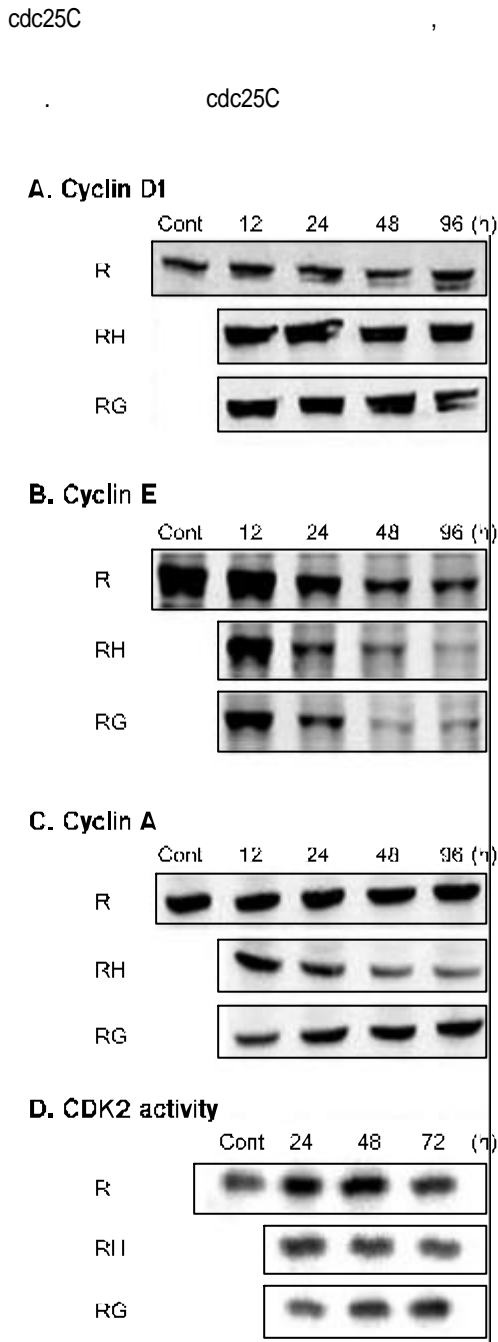 cdc25C ,
. cdc25C
A. Cyclin D1
Cont 12 24 48 96 (h)
R
RH
RG
B. Cyclin E
Cont 12 24 48 96 (h)
R
RH
RG
C. Cyclin A
Cont 12 24 48 96 (h)
R
RH
RG
D. CDK2 activity
Cont 24 48 72 (h)
R
RH
RG